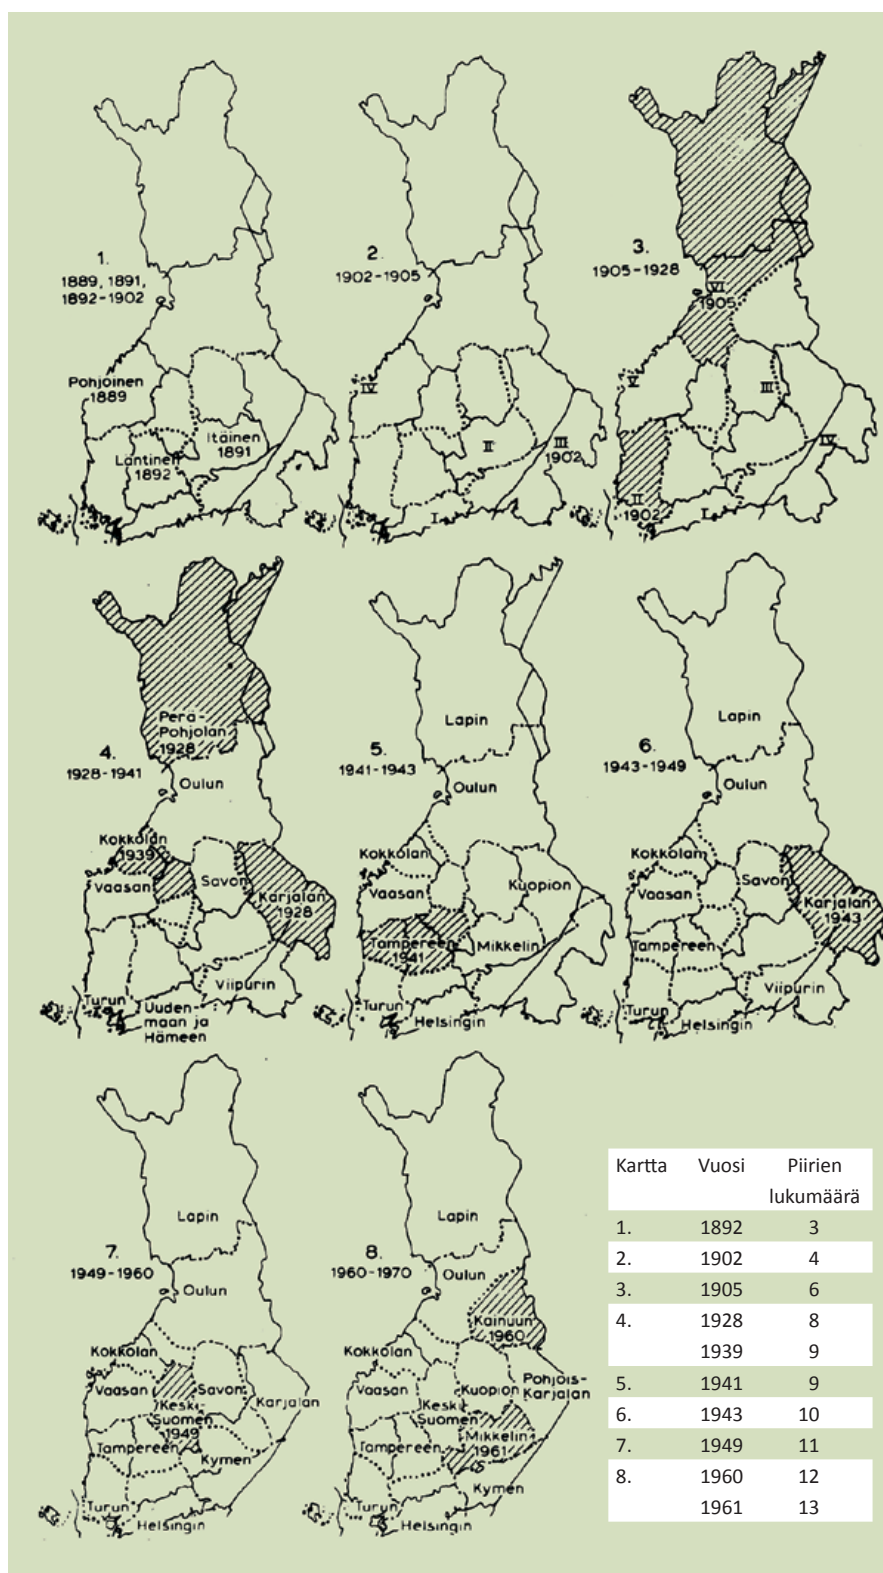 1.
1889, 1891,
1892-1902
Pohjoinen
1889
Itäinen
1891
Läntinen
1892
2.
1902-1905
IV
II
III
1902
I
3.
1905-1928
VI
1905
V
III
IV
II
1902
I
4.
1928-1941
Perä-
Pohjolan
1928
Oulun
Kokkolan
1939
Vaasan
Savon
Karjalan
1928
Viipurin
Turun
Uuden-
maan ja
Hämeen
5.
1941-1943
Lapin
Oulun
Kokkolan
Vaasan
Kuopion
Tampereen
1941
Mikkelin
Turun
Helsingin
6.
1943-1949
Lapin
Oulun
Kokkolan
Vaasan
Savon
Karjalan
1943
Tampereen
Viipurin
Turun
Helsingin
7.
1949-1960
Lapin
Oulun
Kokkolan
Vaasan
Savon
Karjalan
Keski-
Suomen
1949
Tampereen
Kymen
Turun
Helsingin
8.
1960-1970
Lapin
Oulun
Kainuun
1960
Kokkolan
Vaasan
Kuopion
Pohjois-
Karjalan
Keski
Suomen
Mikkelin
1961
Tampereen
Kymen
Turun
Helsingin
Kartta Vuosi Piirien
lukumäärä
1. 1892 3
2. 1902 4
3. 1905 6
4. 1928 8
1939 9
5. 1941 9
6. 1943 10
7. 1949 11
8. 1960 12
1961 13